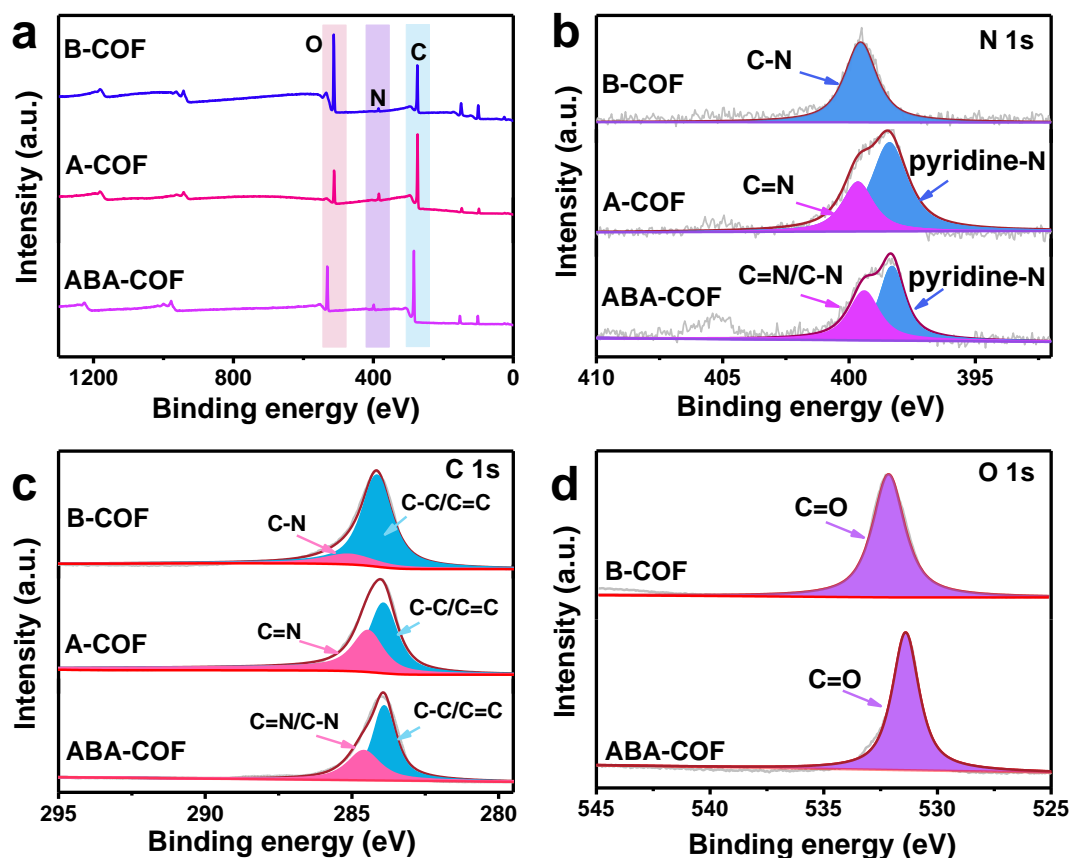 a
B-COF
A-COF
ABA-COF
O
N
C
Intensity (a.u.)
1200
800
400
0
Binding energy (eV)
b
N 1s
B-COF
C-N
A-COF
C=N
pyridine-N
ABA-COF
C=N/C-N
pyridine-N
Intensity (a.u.)
410
405
400
395
Binding energy (eV)
c
C 1s
B-COF
C-N
C-C/C=C
A-COF
C=N
C-C/C=C
ABA-COF
C=N/C-N
C-C/C=C
Intensity (a.u.)
295
290
285
280
Binding energy (eV)
d
O 1s
C=O
B-COF
C=O
ABA-COF
Intensity (a.u.)
545
540
535
530
525
Binding energy (eV)